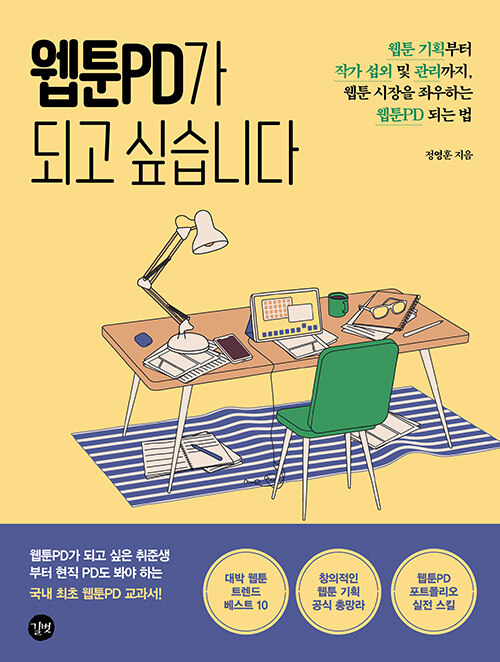 웹툰PD가
되고 싶습니다
웹툰 기획부터
작가 섭외 및 관리까지,
웹툰 시장을 좌우하는
웹툰PD 되는 법
정영훈 지음
웹툰PD가 되고 싶은 취준생
부터 현직 PD도 봐야 하는
국내 최초 웹툰PD 교과서!
대박 웹툰
트렌드
베스트 10
창의적인
웹툰 기획
공식 총망라
웹툰PD
포트폴리오
실전 스킬
길벗